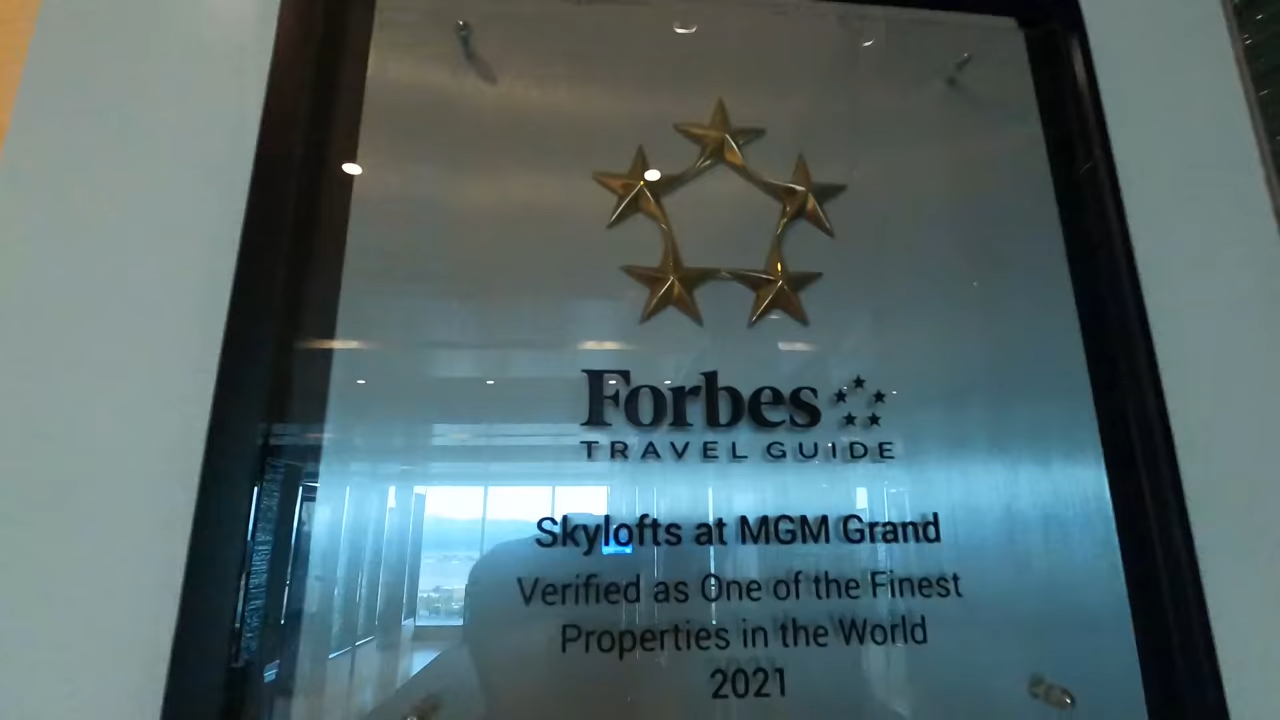 Forbes
TRAVEL GUIDE
Skylofts at MGM Grand
Verified as One of the Finest
Properties in the World
2021